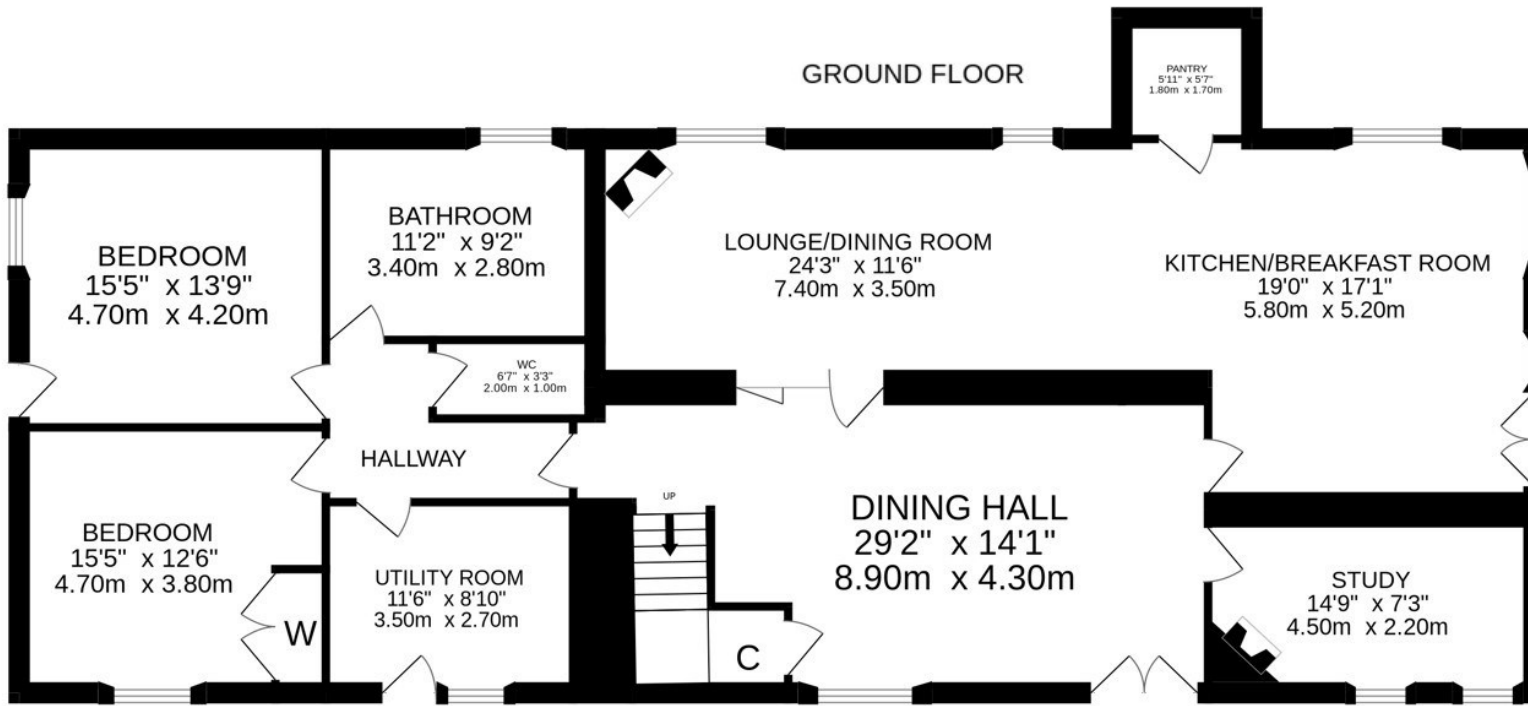 GROUND FLOOR
PANTRY
5'11" x 5'7"
1.80m x 1.70m
BEDROOM
15'5" x 13'9"
4.70m x 4.20m
BATHROOM
11'2" x 9'2"
3.40m x 2.80m
LOUNGE/DINING ROOM
24'3" x 11'6"
7.40m x 3.50m
KITCHEN/BREAKFAST ROOM
19'0" x 17'1"
5.80m x 5.20m
WC
6'7" x 3'3"
2.00m x 1.00m
HALLWAY
BEDROOM
15'5" x 12'6"
4.70m x 3.80m
W
UTILITY ROOM
11'6" x 8'10"
3.50m x 2.70m
UP
C
DINING HALL
29'2" x 14'1"
8.90m x 4.30m
STUDY
14'9" x 7'3"
4.50m x 2.20m